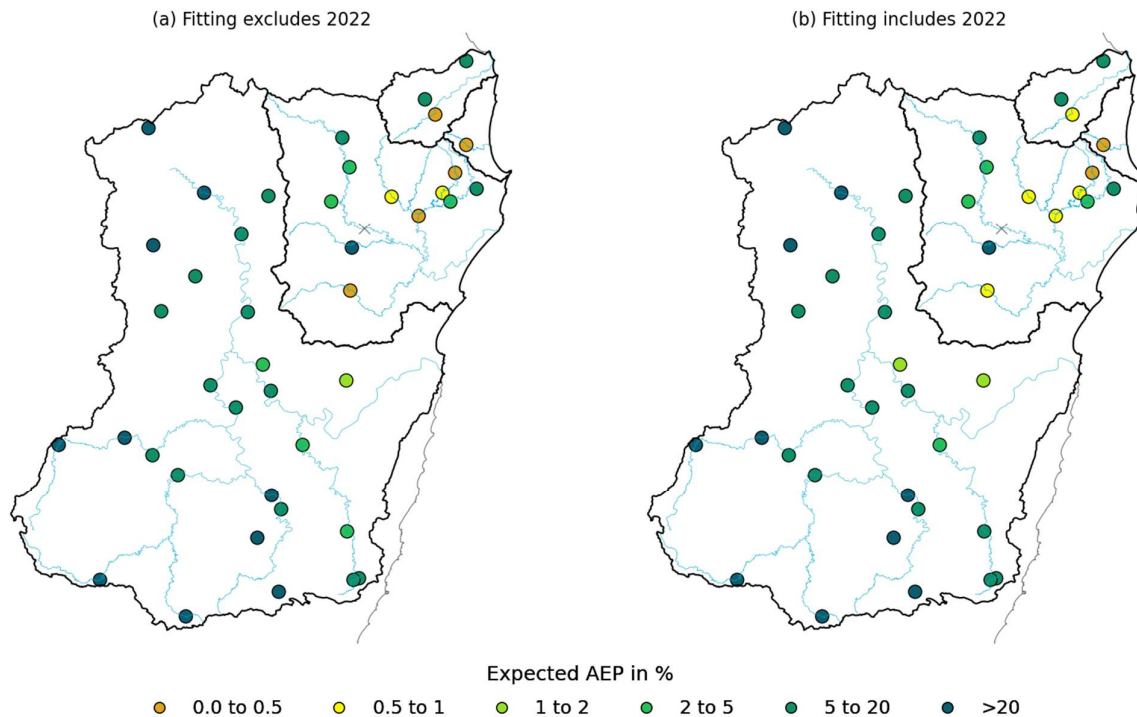 (a) Fitting excludes 2022
(b) Fitting includes 2022
Expected AEP in %
0.0 to 0.5
0.5 to 1
1 to 2
2 to 5
5 to 20
>20